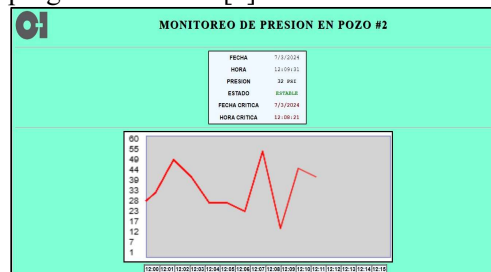 MONITOREO DE PRESION EN POZO #2
FECHA 7/3/2024
HORA 12:09:31
PRESION 32 PSI
ESTADO ESTABLE
FECHA CRITICA 7/3/2024
HORA CRITICA 12:08:21
60
55
49
44
39
33
28
23
17
12
7
1
12:00 12:01 12:02 12:03 12:04 12:05 12:06 12:07 12:08 12:09 12:10 12:11 12:12 12:13 12:14 12:15